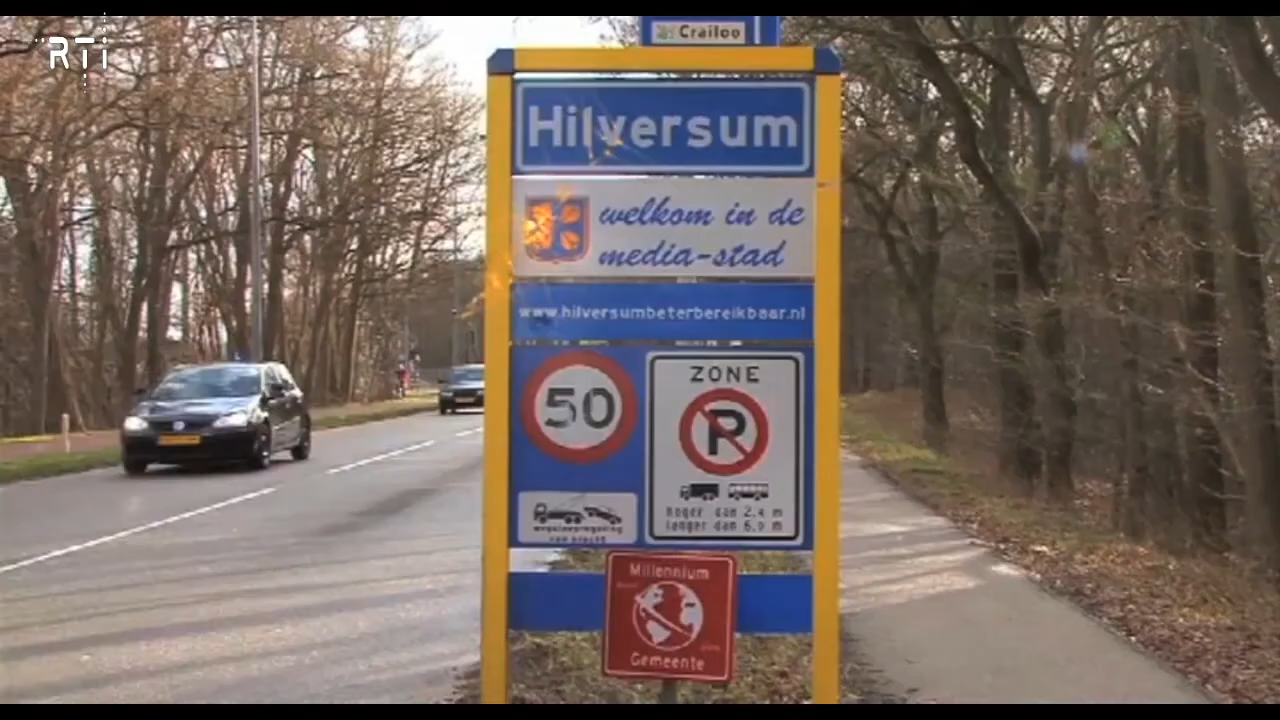 RTi
Crailoo
Hilversum
welkom in de
media-stad
www.hilversumbeterbereikbaar.nl
50
ZONE
P
hoger dan 2.4 m
langer dan 6.0 m
wegsleepregeling
Millennium
Gemeente